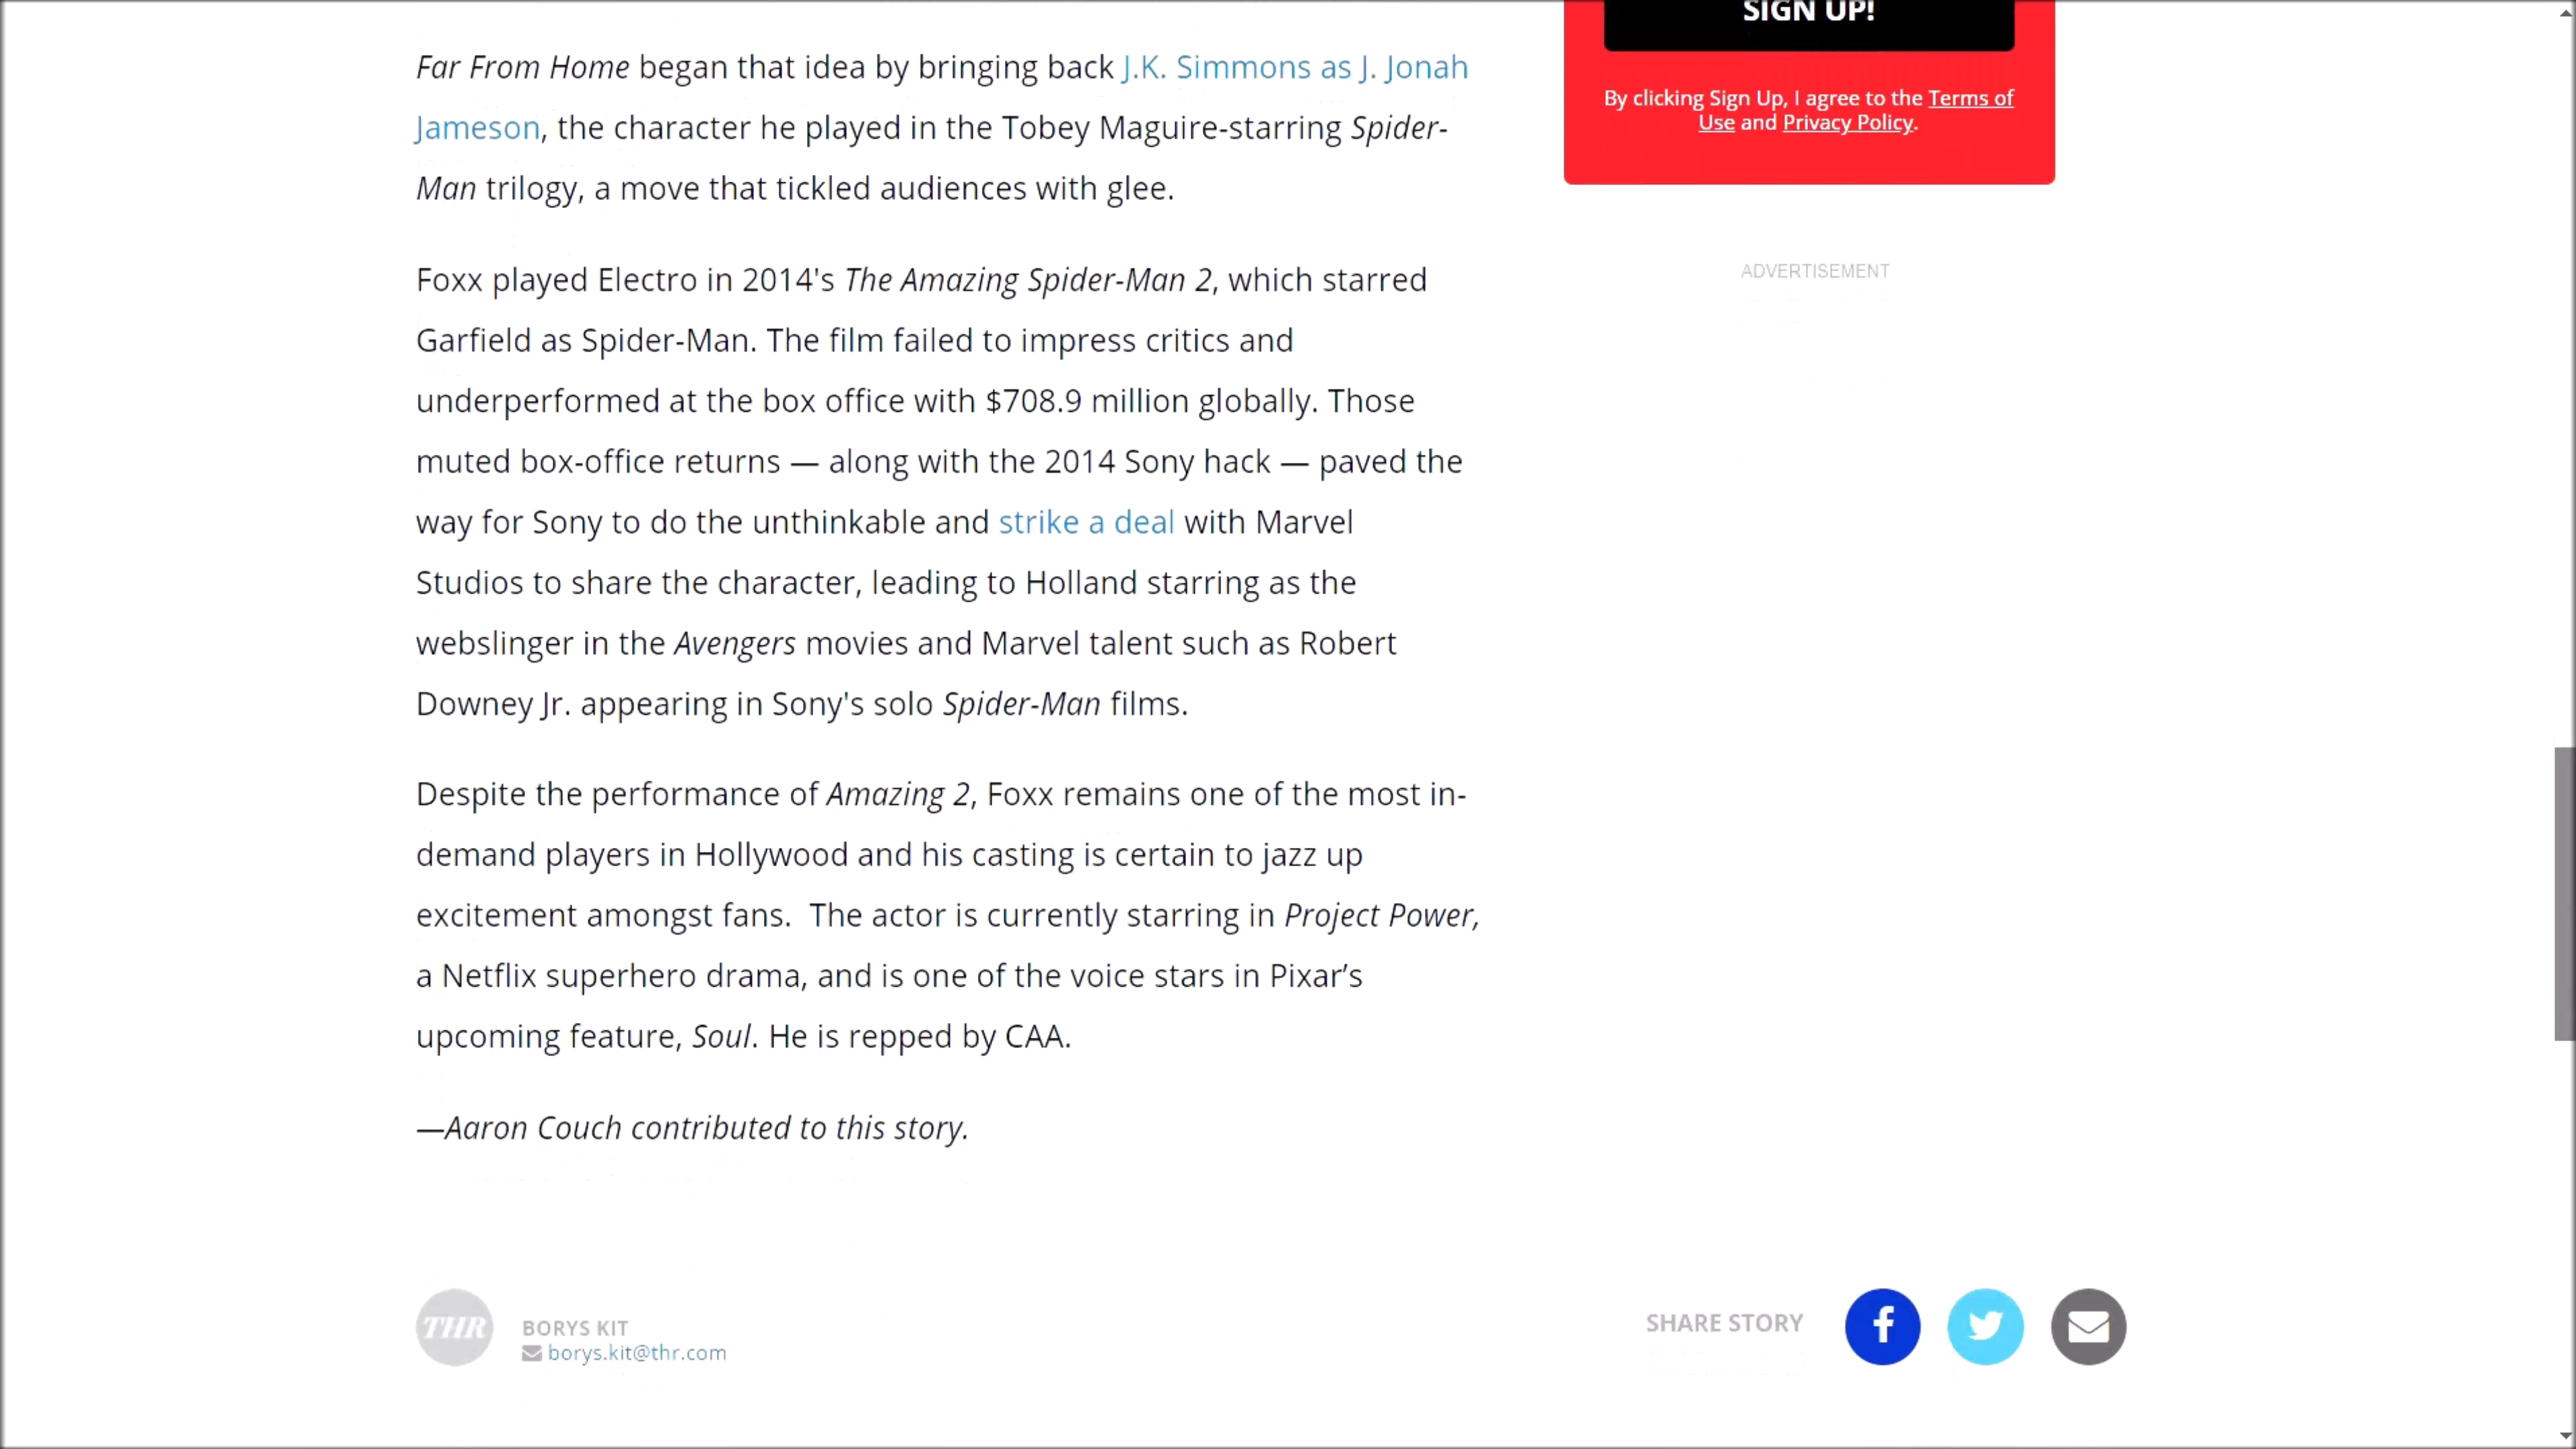 SIGN UP!
By clicking Sign Up, I agree to the Terms of
Use and Privacy Policy.
ADVERTISEMENT
Far From Home began that idea by bringing back J.K. Simmons as J. Jonah
Jameson, the character he played in the Tobey Maguire-starring Spider-
Man trilogy, a move that tickled audiences with glee.
Foxx played Electro in 2014's The Amazing Spider-Man 2, which starred
Garfield as Spider-Man. The film failed to impress critics and
underperformed at the box office with $708.9 million globally. Those
muted box-office returns — along with the 2014 Sony hack — paved the
way for Sony to do the unthinkable and strike a deal with Marvel
Studios to share the character, leading to Holland starring as the
webslinger in the Avengers movies and Marvel talent such as Robert
Downey Jr. appearing in Sony's solo Spider-Man films.
Despite the performance of Amazing 2, Foxx remains one of the most in-
demand players in Hollywood and his casting is certain to jazz up
excitement amongst fans.  The actor is currently starring in Project Power,
a Netflix superhero drama, and is one of the voice stars in Pixar’s
upcoming feature, Soul. He is repped by CAA.
—Aaron Couch contributed to this story.
THR
BORYS KIT
borys.kit@thr.com
SHARE STORY